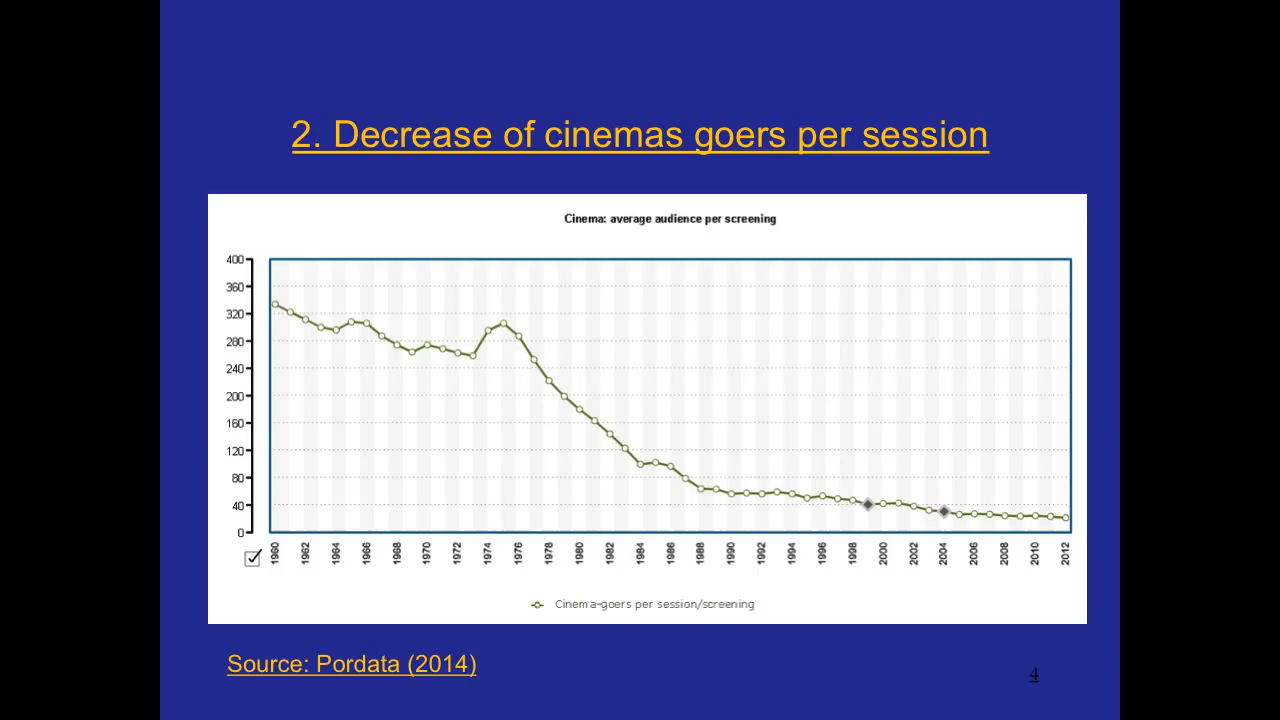 2. Decrease of cinemas goers per session
Cinema: average audience per screening
400
360
320
280
240
200
160
120
80
40
0
1960 1962 1964 1966 1968 1970 1972 1974 1976 1978 1980 1982 1984 1986 1988 1990 1992 1994 1996 1998 2000 2002 2004 2006 2008 2010 2012
Cinema-goers per session/screening
Source: Pordata (2014)
4